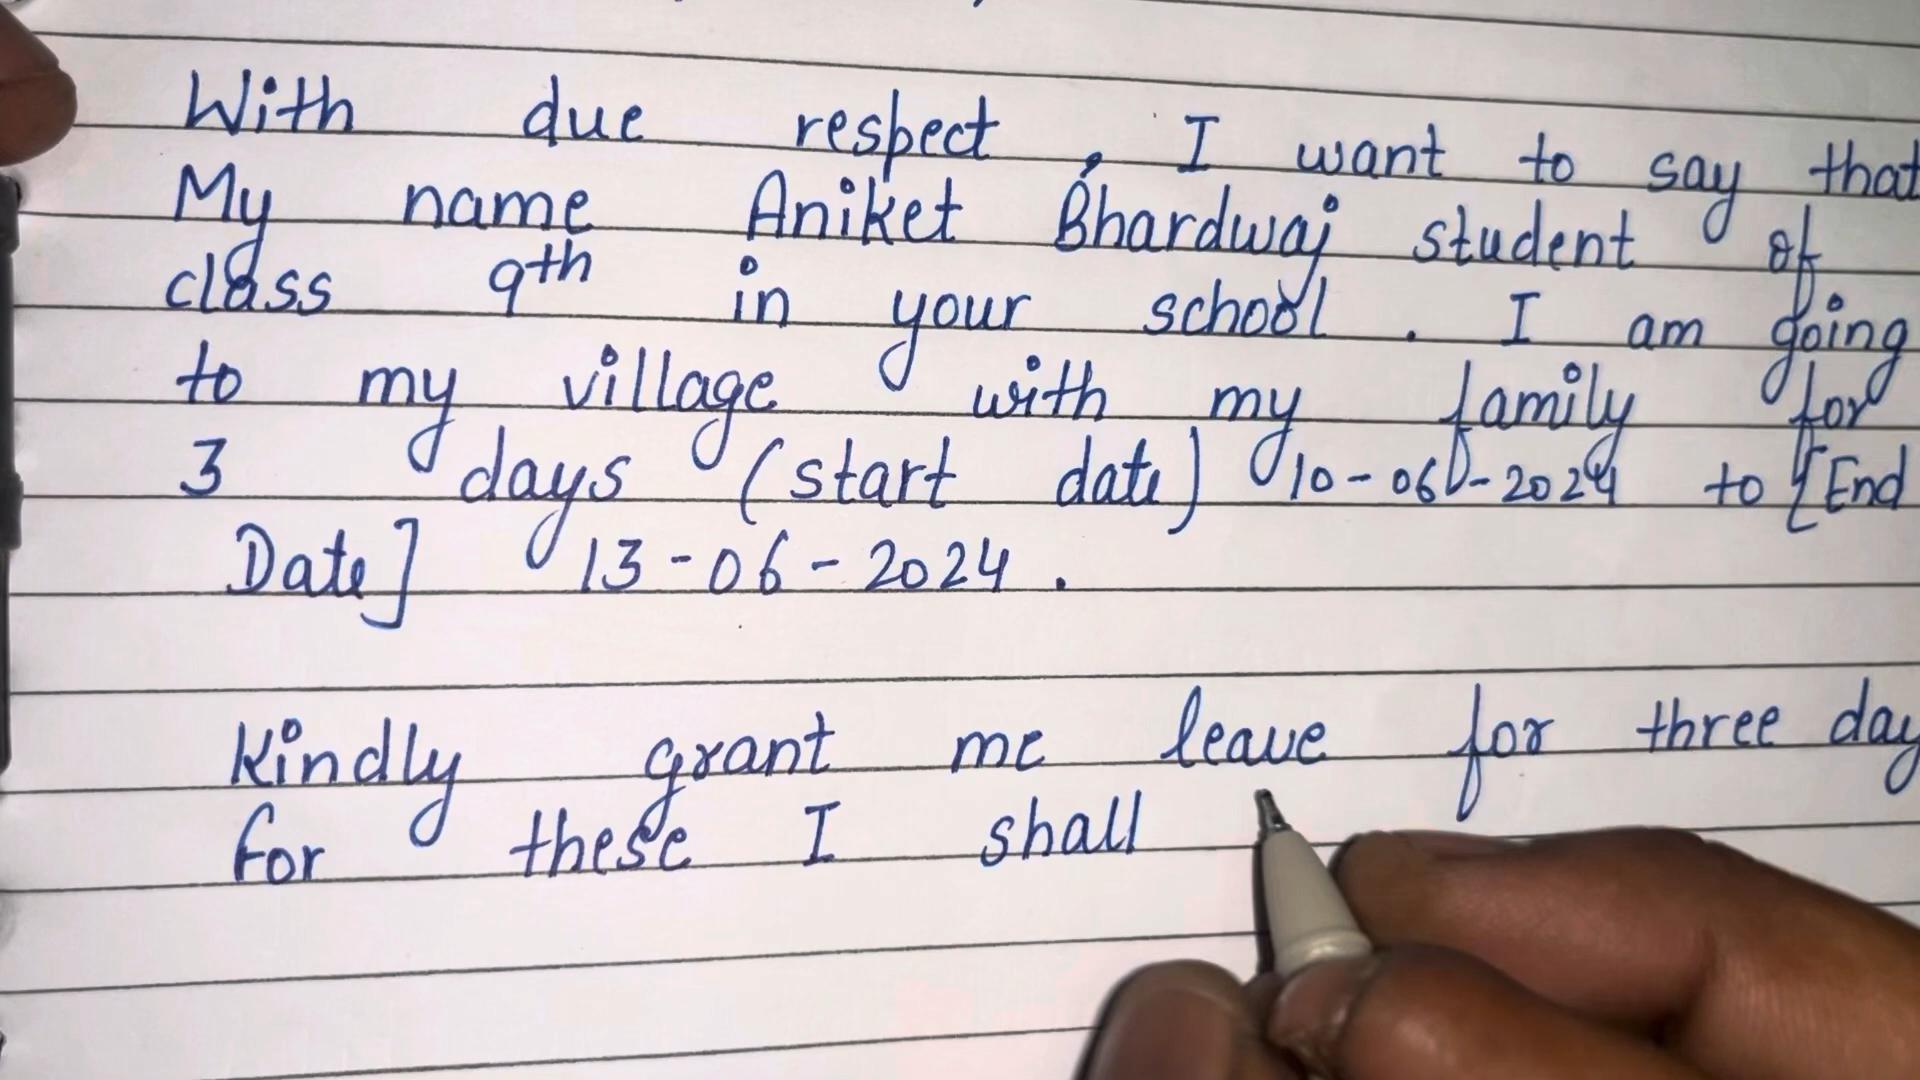 With due respect, I want to say that
My name Aniket Bhardwaj student of
class 9th in your school. I am going
to my village with my family for
3 days (start date) 10-06-2024 to [End
Date] 13-06-2024.
Kindly grant me leave for three day
for these I shall